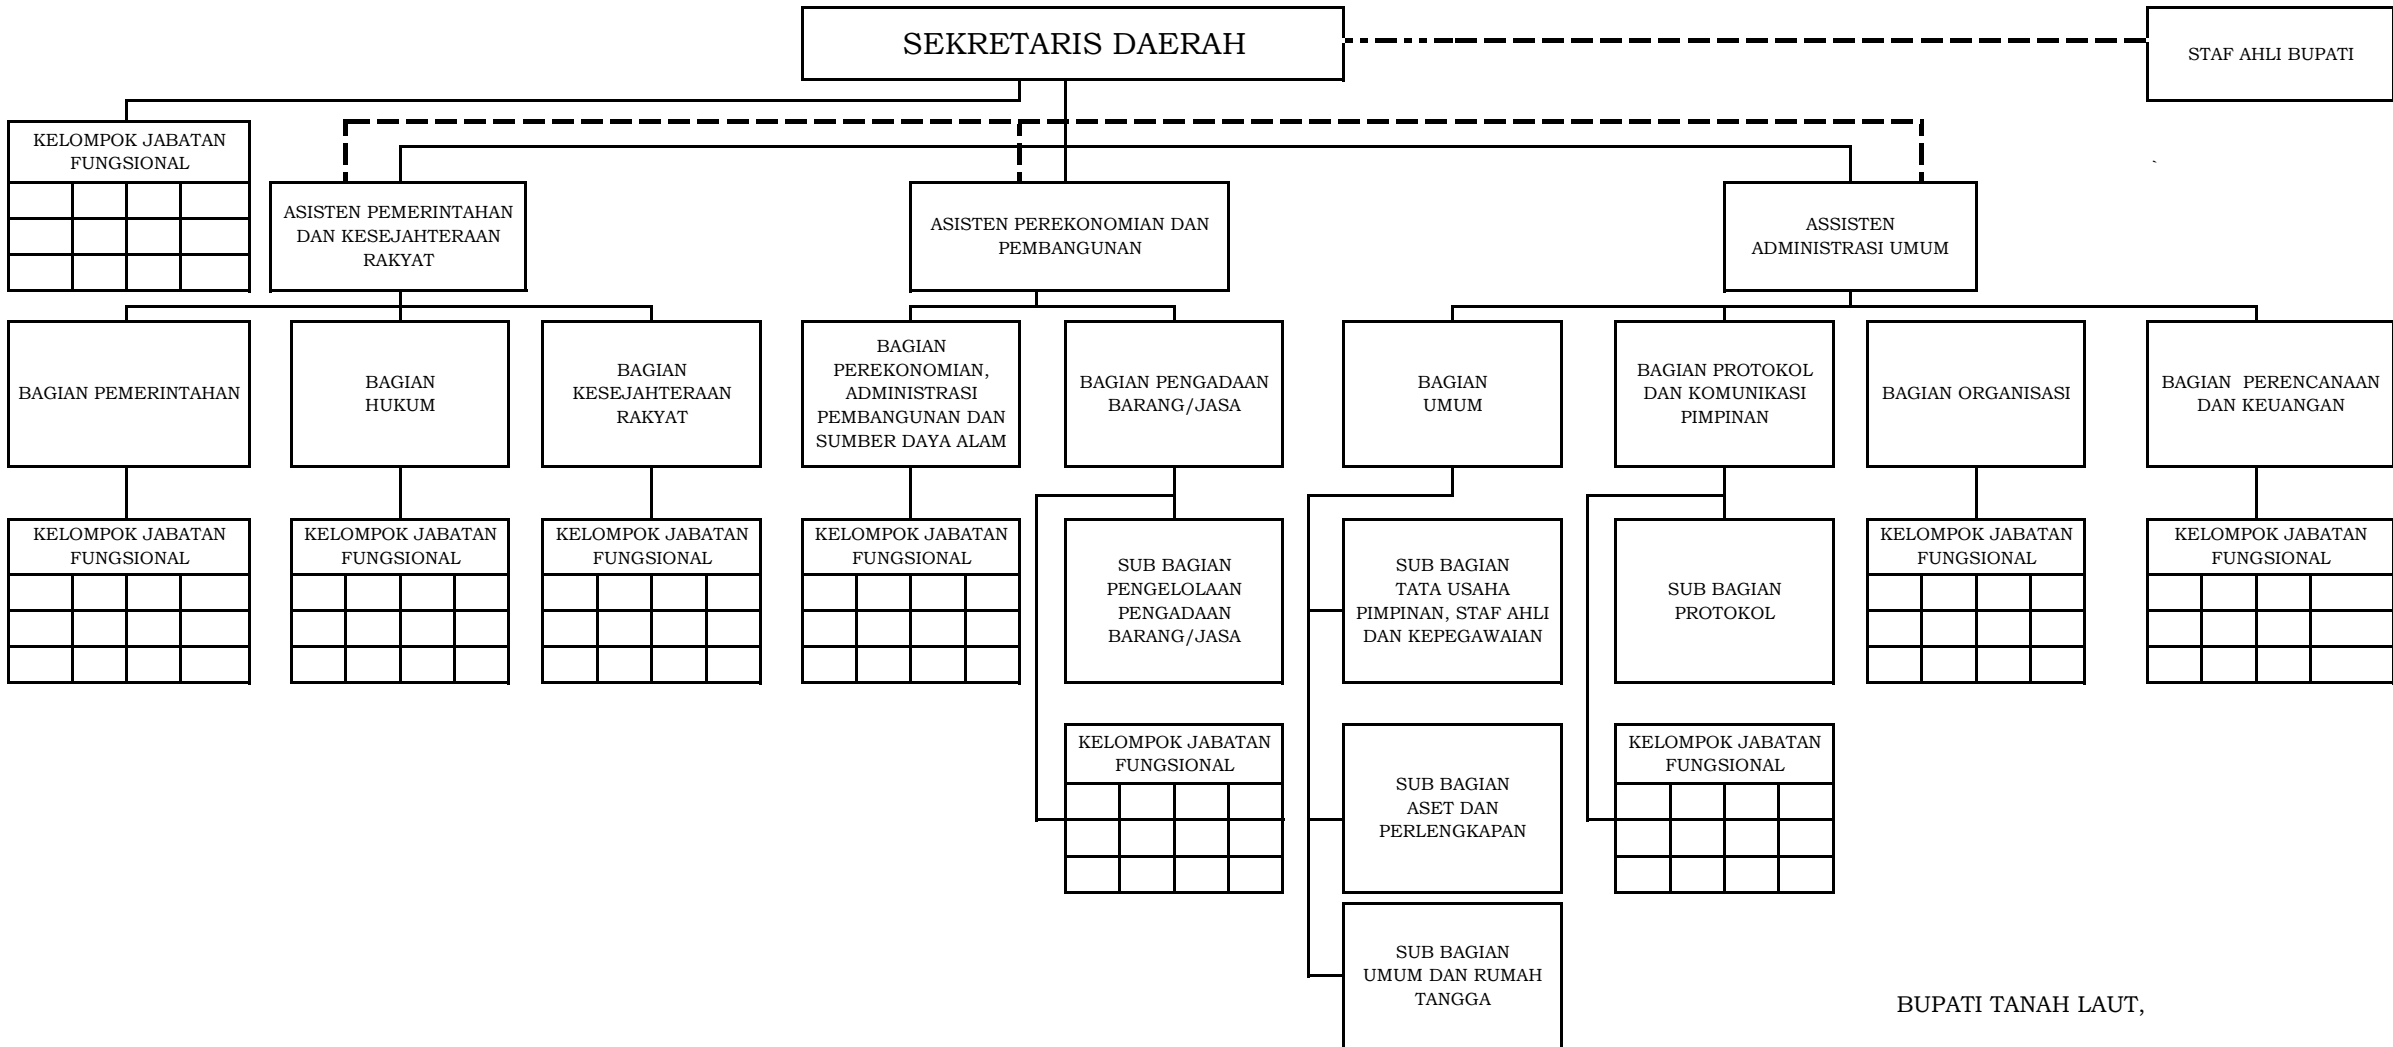 SEKRETARIS DAERAH
STAF AHLI BUPATI
KELOMPOK JABATAN
FUNGSIONAL
`
ASISTEN PEMERINTAHAN
DAN KESEJAHTERAAN
RAKYAT
ASISTEN PEREKONOMIAN DAN
PEMBANGUNAN
ASSISTEN
ADMINISTRASI UMUM
BAGIAN PEMERINTAHAN
BAGIAN
HUKUM
BAGIAN
KESEJAHTERAAN
RAKYAT
BAGIAN
PEREKONOMIAN,
ADMINISTRASI
PEMBANGUNAN DAN
SUMBER DAYA ALAM
BAGIAN PENGADAAN
BARANG/JASA
BAGIAN
UMUM
BAGIAN PROTOKOL
DAN KOMUNIKASI
PIMPINAN
BAGIAN ORGANISASI
BAGIAN  PERENCANAAN
DAN KEUANGAN
KELOMPOK JABATAN
FUNGSIONAL
KELOMPOK JABATAN
FUNGSIONAL
KELOMPOK JABATAN
FUNGSIONAL
KELOMPOK JABATAN
FUNGSIONAL
SUB BAGIAN
PENGELOLAAN
PENGADAAN
BARANG/JASA
SUB BAGIAN
TATA USAHA
PIMPINAN, STAF AHLI
DAN KEPEGAWAIAN
SUB BAGIAN
PROTOKOL
KELOMPOK JABATAN
FUNGSIONAL
KELOMPOK JABATAN
FUNGSIONAL
KELOMPOK JABATAN
FUNGSIONAL
SUB BAGIAN
ASET DAN
PERLENGKAPAN
KELOMPOK JABATAN
FUNGSIONAL
SUB BAGIAN
UMUM DAN RUMAH
TANGGA
BUPATI TANAH LAUT,